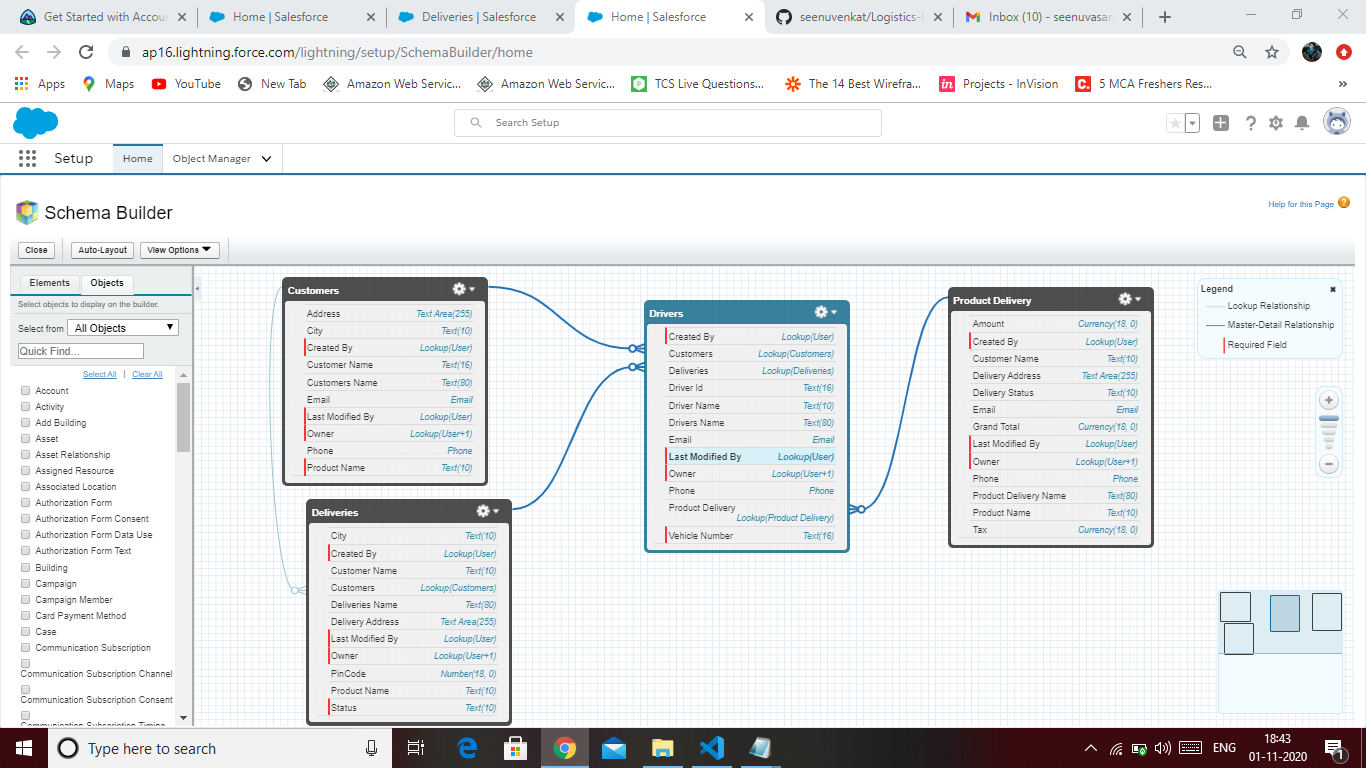 Get Started with Accou
Home | Salesforce
Deliveries | Salesforce
Home | Salesforce
seenuvenkat/Logistics-
Inbox (10) - seenuvasan
ap16.lightning.force.com/lightning/setup/SchemaBuilder/home
Apps
Maps
YouTube
New Tab
Amazon Web Servic...
Amazon Web Servic...
TCS Live Questions...
The 14 Best Wirefra...
in
Projects - InVision
C.
5 MCA Freshers Res...
Search Setup
Setup
Home
Object Manager
Schema Builder
Help for this Page
Close
Auto-Layout
View Options
Elements
Objects
Select objects to display on the builder.
Select from
All Objects
Quick Find...
Select All | Clear All
Account
Activity
Add Building
Asset
Asset Relationship
Assigned Resource
Associated Location
Authorization Form
Authorization Form Consent
Authorization Form Data Use
Authorization Form Text
Building
Campaign
Campaign Member
Card Payment Method
Case
Communication Subscription
Communication Subscription Channel
Communication Subscription Consent
Communication Subscription Timing
Customers
Address Text Area(255)
City Text(10)
Created By Lookup(User)
Customer Name Text(16)
Customers Name Text(80)
Email Email
Last Modified By Lookup(User)
Owner Lookup(User+1)
Phone Phone
Product Name Text(10)
Deliveries
City Text(10)
Created By Lookup(User)
Customer Name Text(10)
Customers Lookup(Customers)
Deliveries Name Text(80)
Delivery Address Text Area(255)
Last Modified By Lookup(User)
Owner Lookup(User+1)
PinCode Number(18, 0)
Product Name Text(10)
Status Text(10)
Drivers
Created By Lookup(User)
Customers Lookup(Customers)
Deliveries Lookup(Deliveries)
Driver Id Text(16)
Driver Name Text(10)
Drivers Name Text(80)
Email Email
Last Modified By Lookup(User)
Owner Lookup(User+1)
Phone Phone
Product Delivery
Lookup(Product Delivery)
Vehicle Number Text(16)
Product Delivery
Amount Currency(18, 0)
Created By Lookup(User)
Customer Name Text(10)
Delivery Address Text Area(255)
Delivery Status Text(10)
Email Email
Grand Total Currency(18, 0)
Last Modified By Lookup(User)
Owner Lookup(User+1)
Phone Phone
Product Delivery Name Text(80)
Product Name Text(10)
Tax Currency(18, 0)
Legend
Lookup Relationship
Master-Detail Relationship
Required Field
Type here to search
ENG
18:43
01-11-2020
1